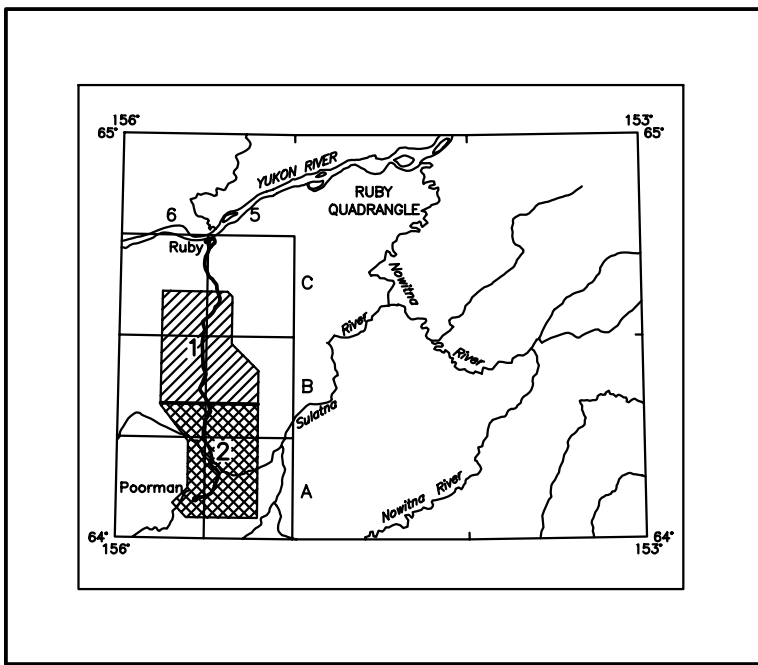 156°
153°
65°
65°
YUKON RIVER
RUBY
QUADRANGLE
6
5
Ruby
Nowitna
C
River
1
River
B
Sulatna
2
Poorman
A
Nowitna River
64°
64°
156°
153°